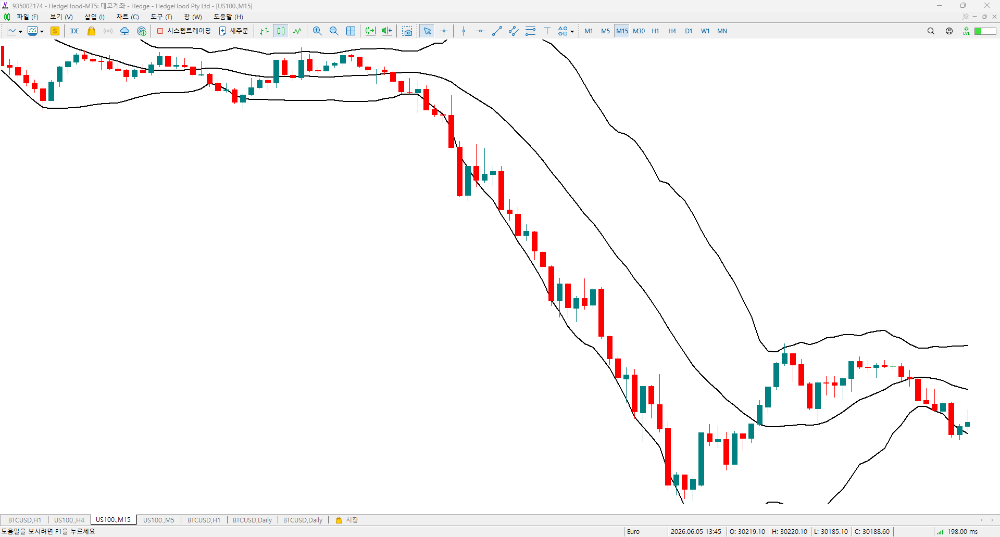 935002174 - HedgeHood-MT5: 데모계좌 - Hedge - HedgeHood Pty Ltd - [US100.,M15]
파일 (F) 보기 (V) 삽입 (I) 차트 (C) 도구 (T) 창 (W) 도움말 (H)
IDE 시스템트레이딩 새주문 T M1 M5 M15 M30 H1 H4 D1 W1 MN LVL
BTCUSD,H1 US100.,H4 US100.,M15 US100.,M5 BTCUSD,H1 BTCUSD,Daily BTCUSD,Daily 시장
도움말을 보시려면 F1을 누르세요 Euro 2026.06.05 13:45 O: 30219.10 H: 30220.10 L: 30185.10 C: 30188.60 198.00 ms